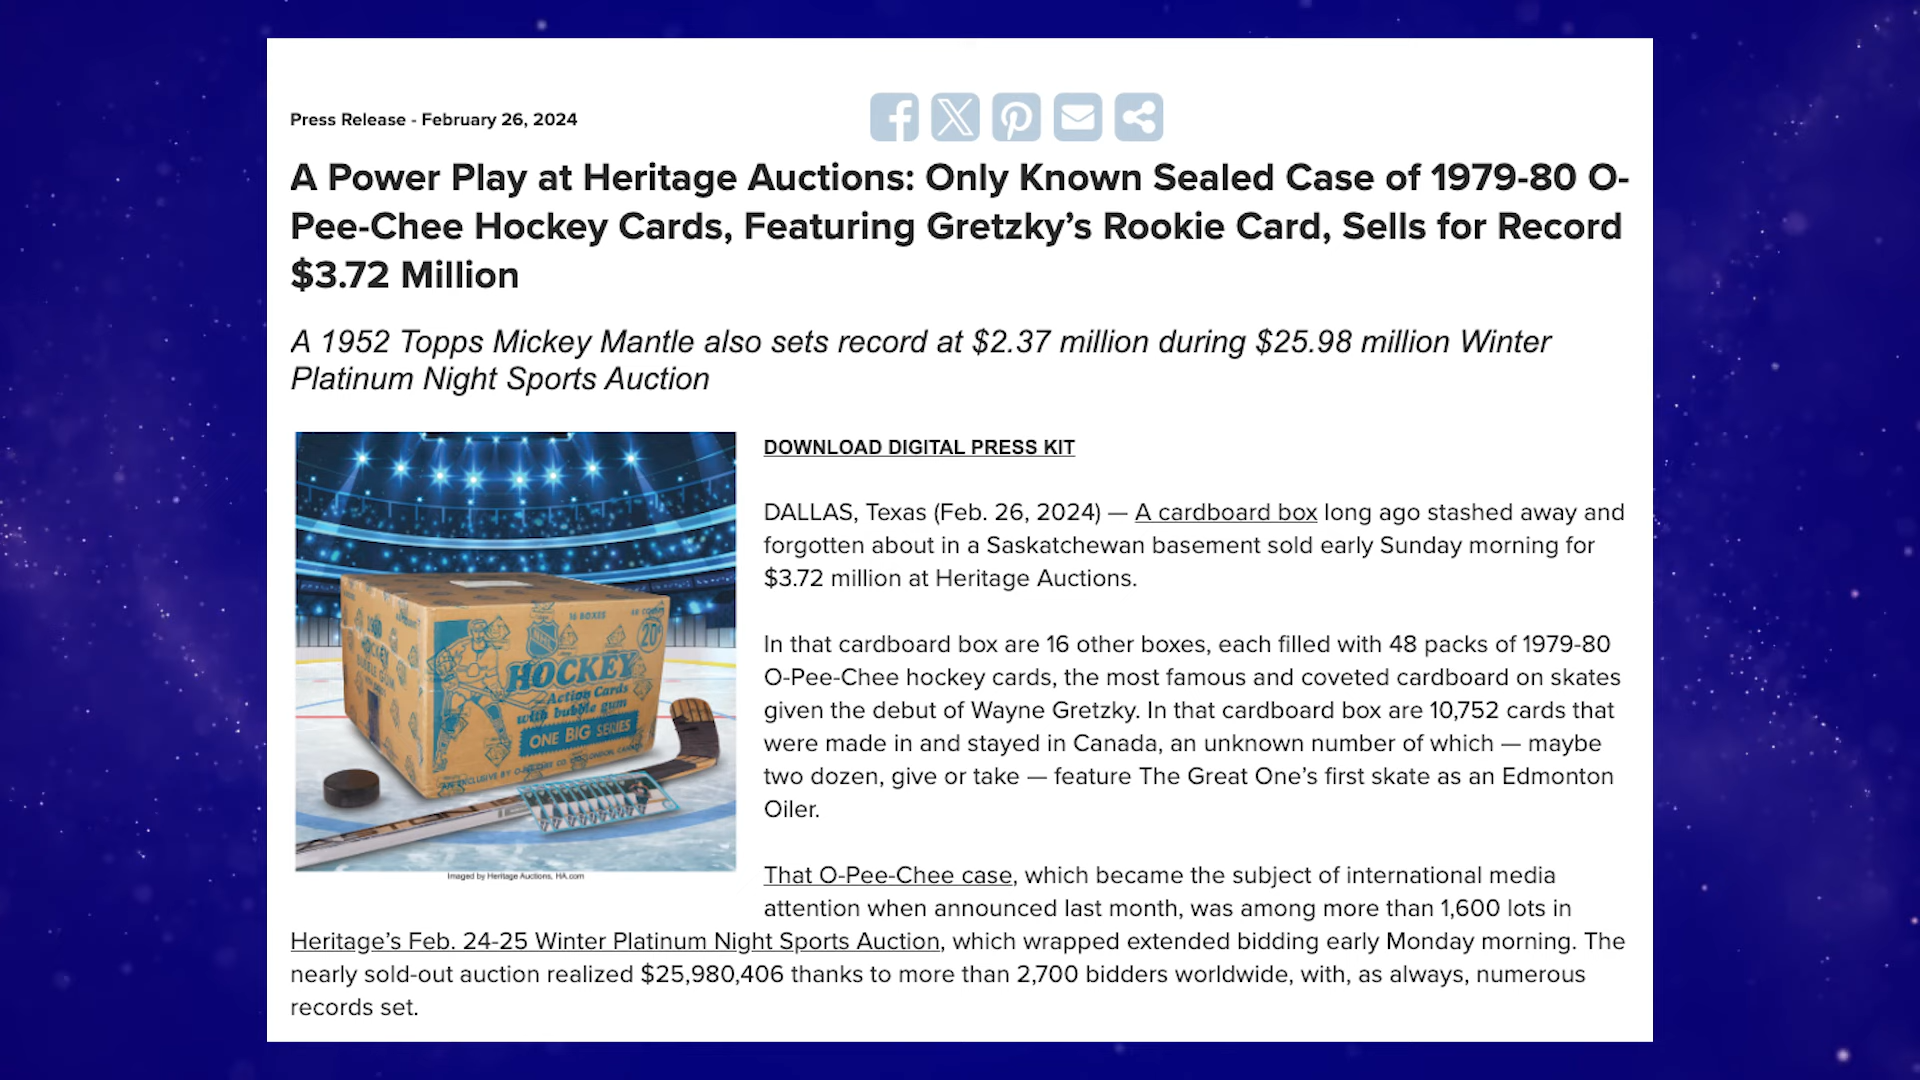 Press Release - February 26, 2024
A Power Play at Heritage Auctions: Only Known Sealed Case of 1979-80 O-
Pee-Chee Hockey Cards, Featuring Gretzky’s Rookie Card, Sells for Record
$3.72 Million
A 1952 Topps Mickey Mantle also sets record at $2.37 million during $25.98 million Winter
Platinum Night Sports Auction
16 BOXES
20¢
NHL
HOCKEY
Action Cards
with bubble gum
ONE BIG SERIES
Imaged by Heritage Auctions, HA.com
DOWNLOAD DIGITAL PRESS KIT
DALLAS, Texas (Feb. 26, 2024) — A cardboard box long ago stashed away and
forgotten about in a Saskatchewan basement sold early Sunday morning for
$3.72 million at Heritage Auctions.
In that cardboard box are 16 other boxes, each filled with 48 packs of 1979-80
O-Pee-Chee hockey cards, the most famous and coveted cardboard on skates
given the debut of Wayne Gretzky. In that cardboard box are 10,752 cards that
were made in and stayed in Canada, an unknown number of which — maybe
two dozen, give or take — feature The Great One’s first skate as an Edmonton
Oiler.
That O-Pee-Chee case, which became the subject of international media
attention when announced last month, was among more than 1,600 lots in
Heritage’s Feb. 24-25 Winter Platinum Night Sports Auction, which wrapped extended bidding early Monday morning. The
nearly sold-out auction realized $25,980,406 thanks to more than 2,700 bidders worldwide, with, as always, numerous
records set.